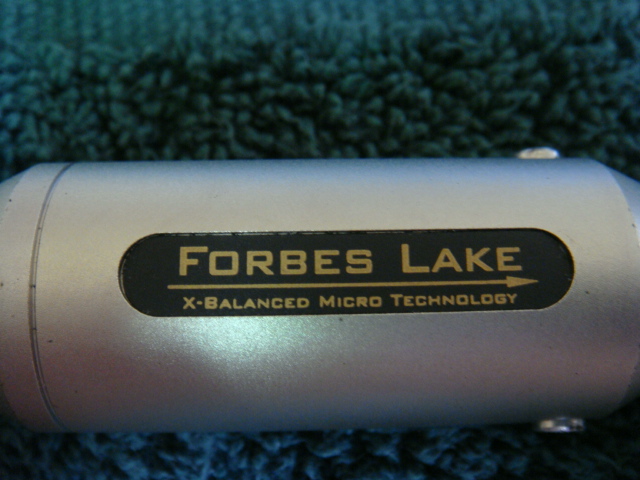 FORBES LAKE
X-BALANCED MICRO TECHNOLOGY